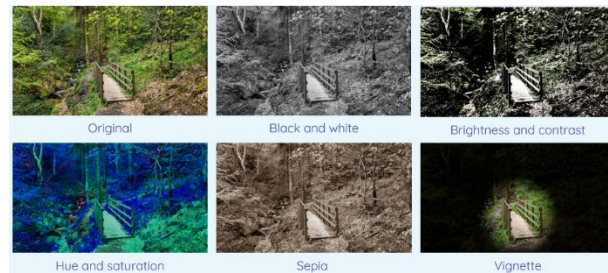 Original
Black and white
Brightness and contrast
Hue and saturation
Sepia
Vignette